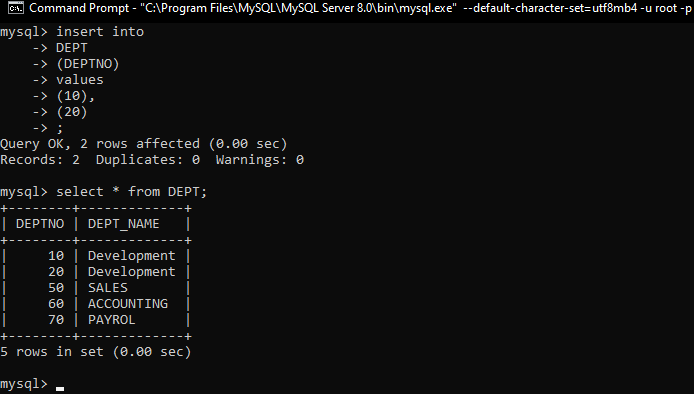 Command Prompt - "C:\Program Files\MySQL\MySQL Server 8.0\bin\mysql.exe"  --default-character-set=utf8mb4 -u root -p
mysql> insert into
    -> DEPT
    -> (DEPTNO)
    -> values
    -> (10),
    -> (20)
    -> ;
Query OK, 2 rows affected (0.00 sec)
Records: 2  Duplicates: 0  Warnings: 0
mysql> select * from DEPT;
+--------+-------------+
| DEPTNO | DEPT_NAME   |
+--------+-------------+
|     10 | Development |
|     20 | Development |
|     50 | SALES       |
|     60 | ACCOUNTING  |
|     70 | PAYROL      |
+--------+-------------+
5 rows in set (0.00 sec)
mysql> _